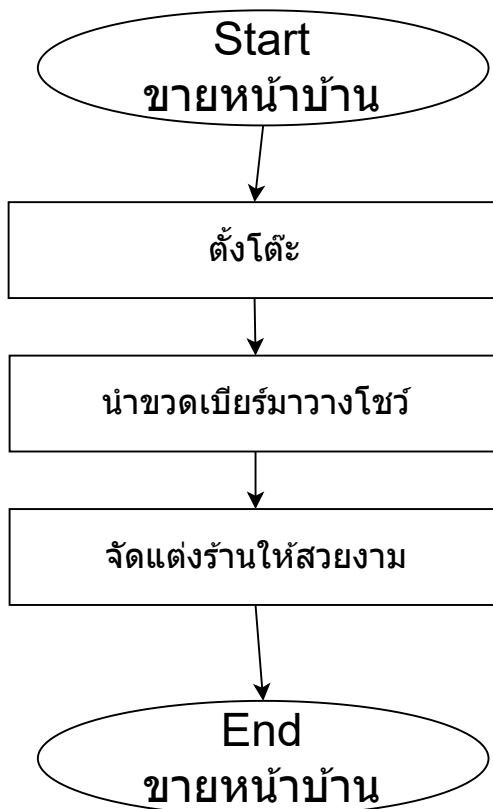 Start
ขายหน้าบ้าน
ตั้งโต๊ะ
นำขวดเบียร์มาวางโชว์
จัดแต่งร้านให้สวยงาม
End
ขายหน้าบ้าน